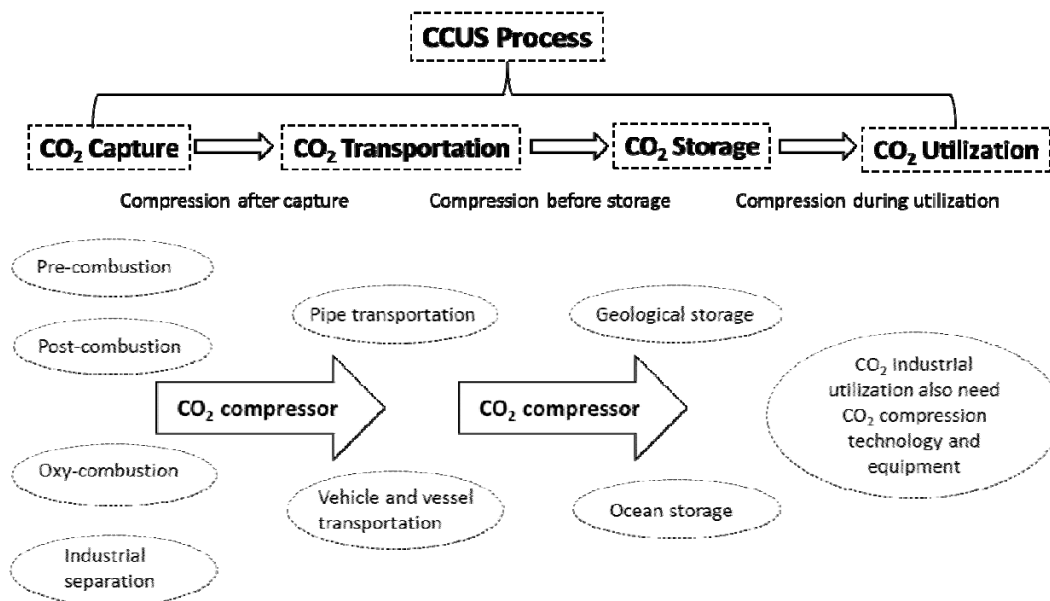 CCUS Process
CO₂ Capture
CO₂ Transportation
CO₂ Storage
CO₂ Utilization
Compression after capture
Compression before storage
Compression during utilization
Pre-combustion
Post-combustion
Oxy-combustion
Industrial
separation
CO₂ compressor
Pipe transportation
Vehicle and vessel
transportation
CO₂ compressor
Geological storage
Ocean storage
CO₂ industrial
utilization also need
CO₂ compression
technology and
equipment